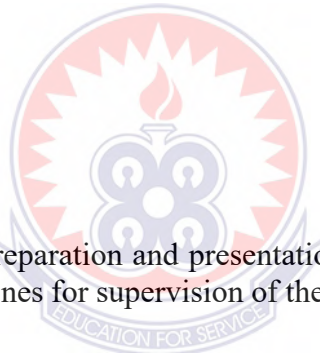 reparation and presentatio
nes for supervision of the
EDUCATION FOR SERVICE